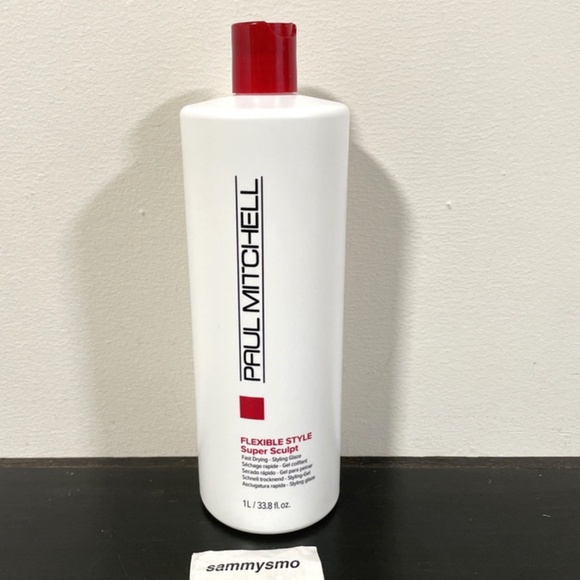 PAUL MITCHELL
FLEXIBLE STYLE
Super Sculpt
Fast Drying - Styling Glaze
Séchage rapide - Gel coiffant
Secado rápido - Gel para peinar
Schnell trocknend - Styling-Gel
Asciugatura rapida - Styling glaze
1L / 33.8 fl.oz.
sammysmo